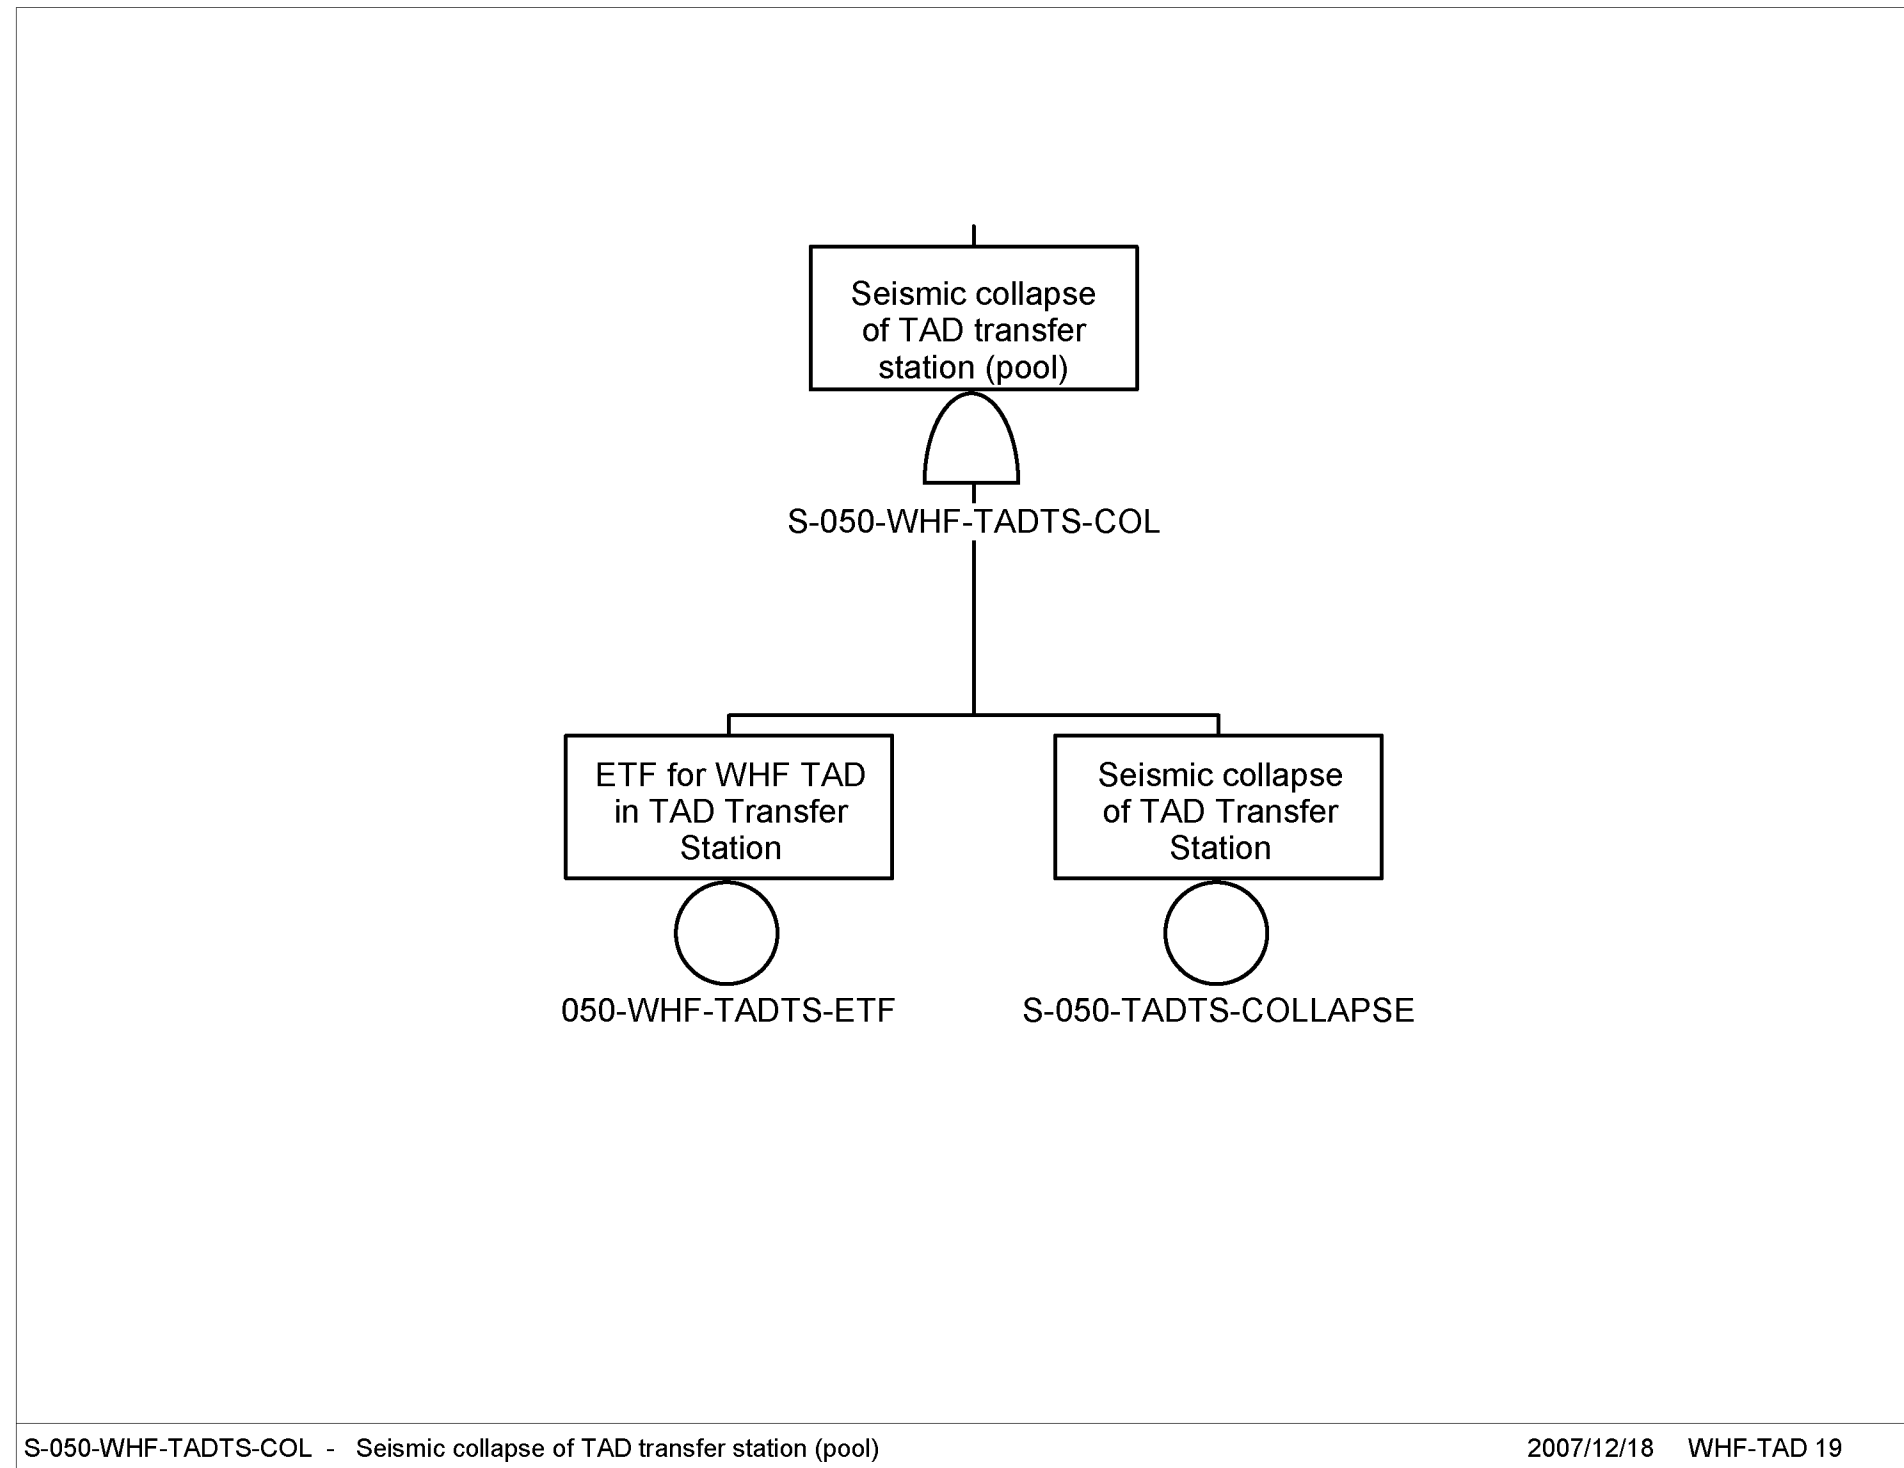 Seismic collapse
of TAD transfer
station (pool)
S-050-WHF-TADTS-COL
ETF for WHF TAD
in TAD Transfer
Station
050-WHF-TADTS-ETF
Seismic collapse
of TAD Transfer
Station
S-050-TADTS-COLLAPSE
S-050-WHF-TADTS-COL - Seismic collapse of TAD transfer station (pool) 2007/12/18 WHF-TAD 19